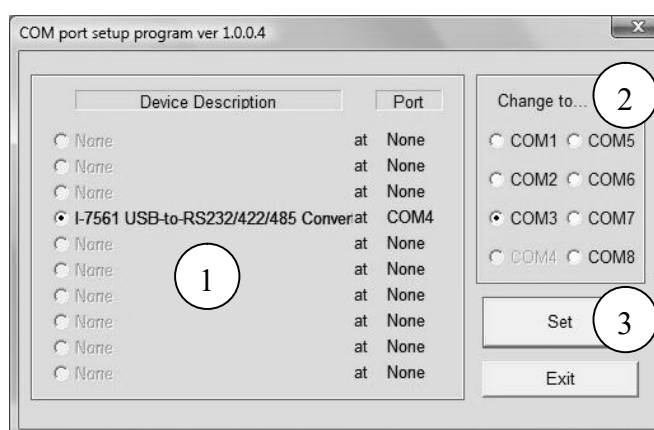 COM port setup program ver 1.0.0.4
Device Description Port
None at None
None at None
None at None
I-7561 USB-to-RS232/422/485 Conver at COM4
None at None
None at None
None at None
None at None
None at None
None at None
Change to...
2
COM1 COM5
COM2 COM6
COM3 COM7
COM4 COM8
1
Set
3
Exit